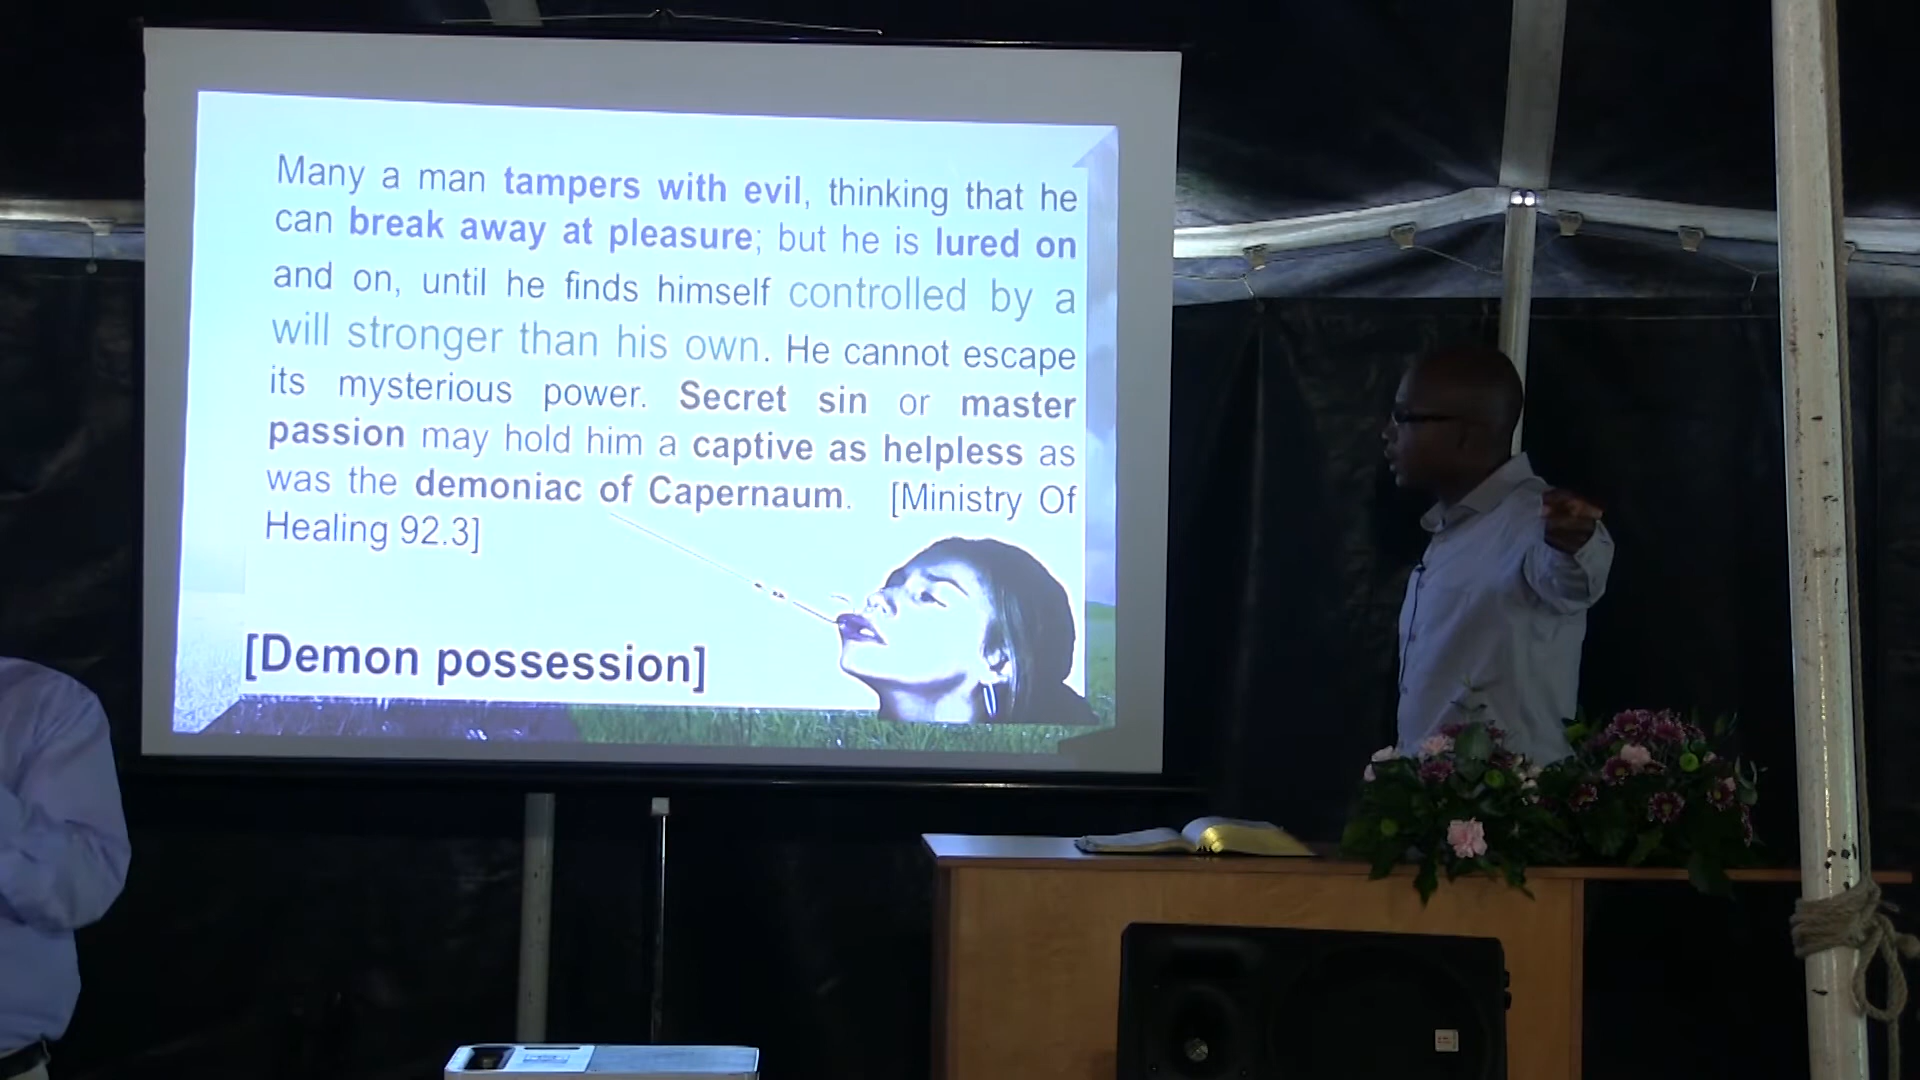 Many a man tampers with evil, thinking that he
can break away at pleasure; but he is lured on
and on, until he finds himself controlled by a
will stronger than his own. He cannot escape
its mysterious power. Secret sin or master
passion may hold him a captive as helpless as
was the demoniac of Capernaum. [Ministry Of
Healing 92.3]
[Demon possession]